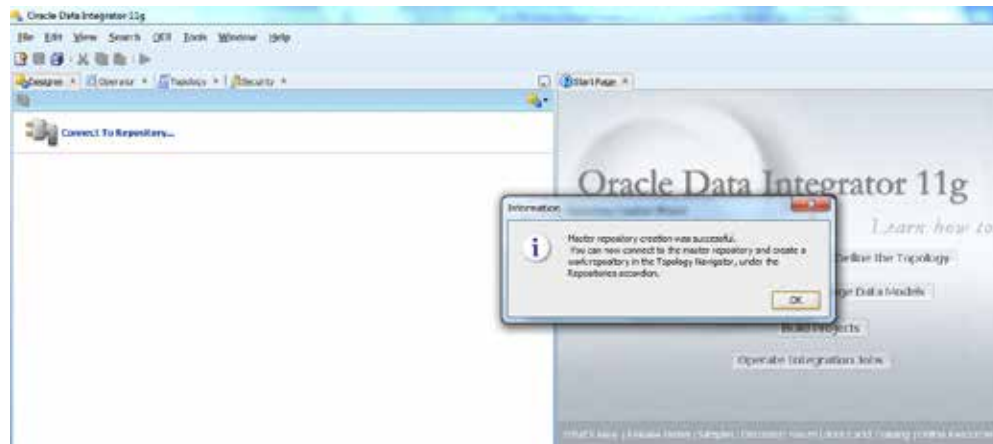 Oracle Data Integrator 11g
File Edit View Search ODI Tools Window Help
Designer Operator Topology Security
Start Page
Connect To Repository...
Oracle Data Integrator 11g
Learn how to
Information
Master repository creation was successful.
You can now connect to the master repository and create a
work repository in the Topology Navigator, under the
Repositories accordion.
OK
Define the Topology
Data Models
Build Projects
Operate Integration Jobs